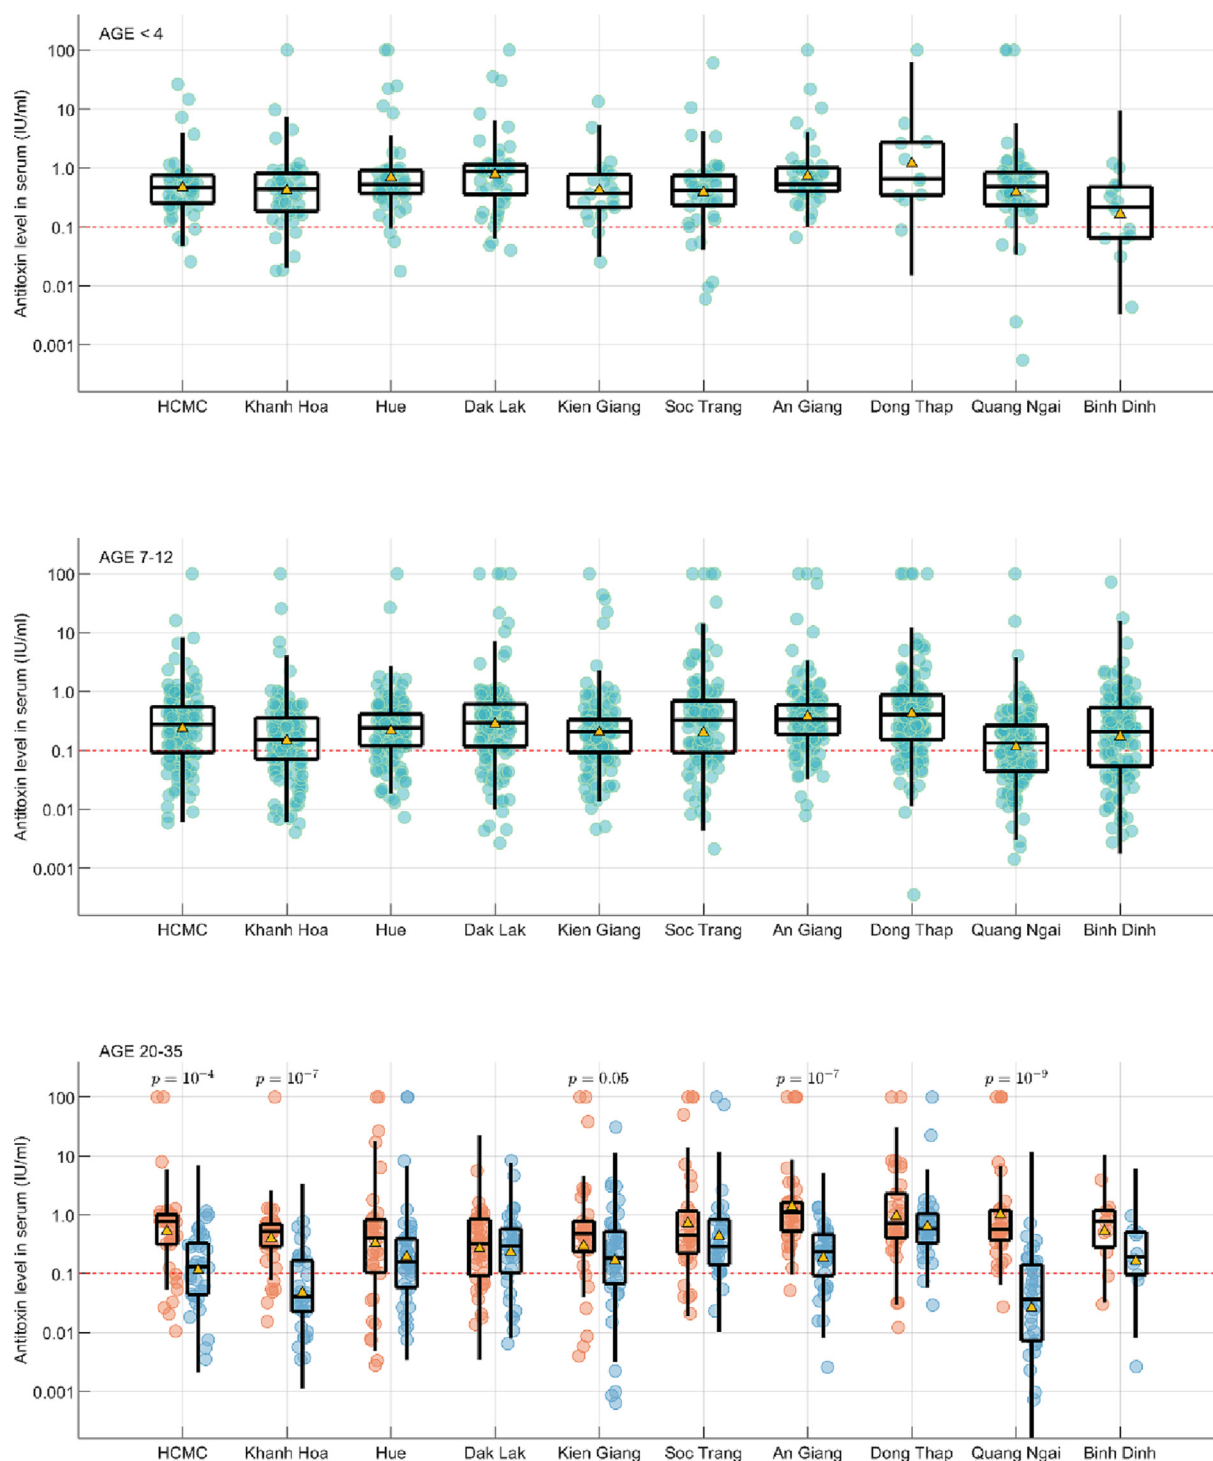 AGE < 4
Antitoxin level in serum (IU/ml)
100
10
1.0
0.1
0.01
0.001
HCMC Khanh Hoa Hue Dak Lak Kien Giang Soc Trang An Giang Dong Thap Quang Ngai Binh Dinh
AGE 7-12
Antitoxin level in serum (IU/ml)
100
10
1.0
0.1
0.01
0.001
HCMC Khanh Hoa Hue Dak Lak Kien Giang Soc Trang An Giang Dong Thap Quang Ngai Binh Dinh
AGE 20-35
p = 10⁻⁴ p = 10⁻⁷ p = 0.05 p = 10⁻⁷ p = 10⁻⁹
Antitoxin level in serum (IU/ml)
100
10
1.0
0.1
0.01
0.001
HCMC Khanh Hoa Hue Dak Lak Kien Giang Soc Trang An Giang Dong Thap Quang Ngai Binh Dinh